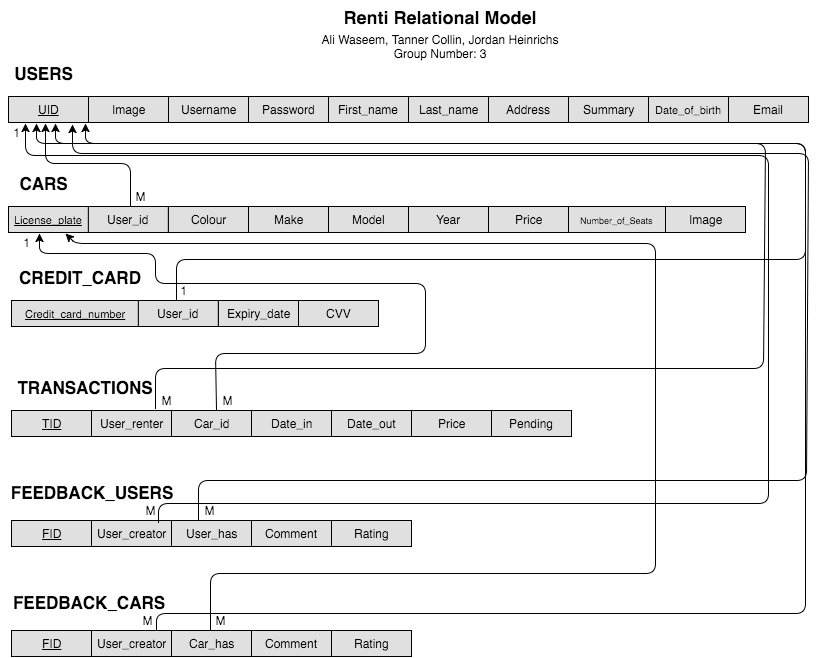 Renti Relational Model
Ali Waseem, Tanner Collin, Jordan Heinrichs
Group Number: 3
USERS
UID Image Username Password First_name Last_name Address Summary Date_of_birth Email
1
CARS
M
License_plate User_id Colour Make Model Year Price Number_of_Seats Image
1
CREDIT_CARD
1
Credit_card_number User_id Expiry_date CVV
TRANSACTIONS
M M
TID User_renter Car_id Date_in Date_out Price Pending
FEEDBACK_USERS
M M
FID User_creator User_has Comment Rating
FEEDBACK_CARS
M M
FID User_creator Car_has Comment Rating